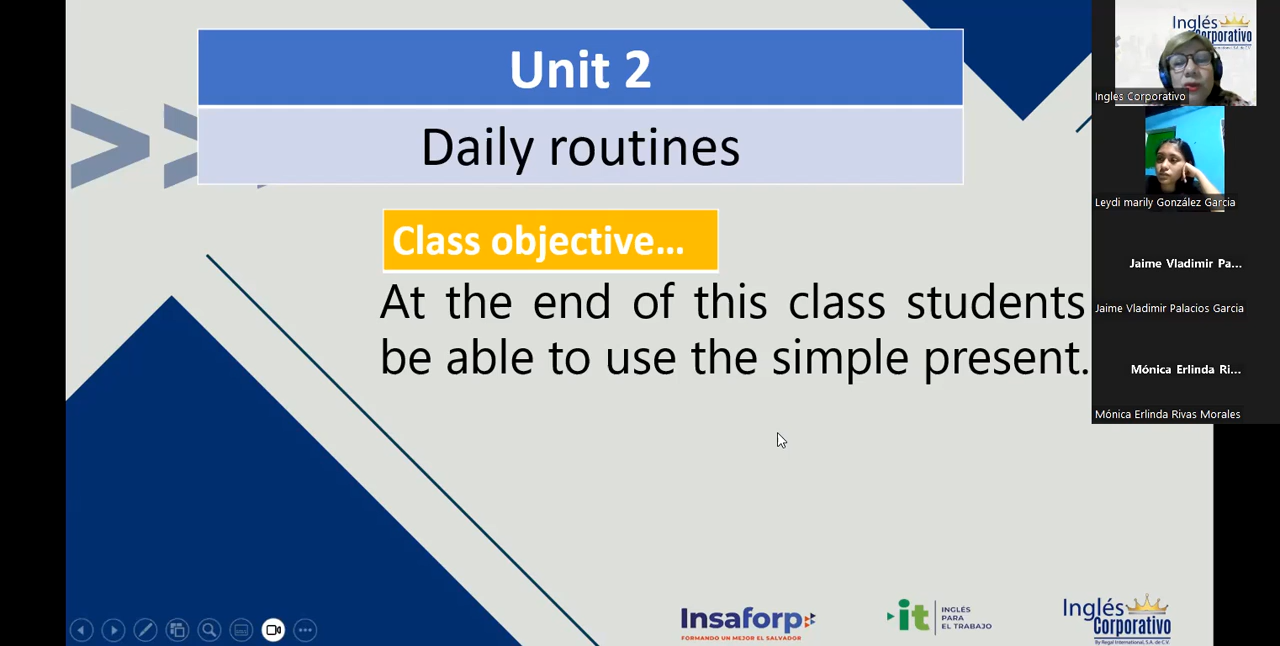 Unit 2
Daily routines
Class objective...
At the end of this class students
be able to use the simple present.
Inglés
Corporativo
Inglés Corporativo
Leydi marily González Garcia
Jaime Vladimir Pa...
Jaime Vladimir Palacios Garcia
Mónica Erlinda Ri...
Mónica Erlinda Rivas Morales
Insaforp
FORMANDO UN MEJOR EL SALVADOR
it
INGLÉS
PARA
EL TRABAJO
Inglés
Corporativo
By Regal International, S.A. de C.V.